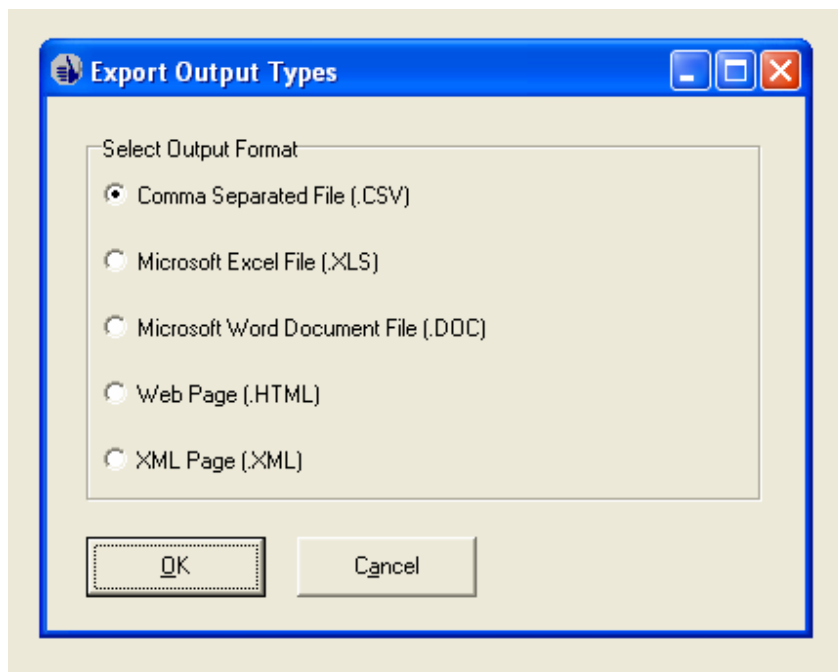 Export Output Types
Select Output Format
Comma Separated File (.CSV)
Microsoft Excel File (.XLS)
Microsoft Word Document File (.DOC)
Web Page (.HTML)
XML Page (.XML)
OK
Cancel